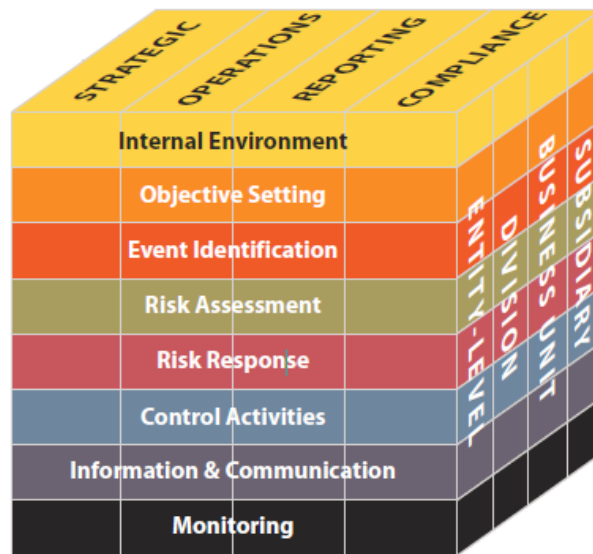 STRATEGIC
OPERATIONS
REPORTING
COMPLIANCE
Internal Environment
Objective Setting
Event Identification
Risk Assessment
Risk Response
Control Activities
Information & Communication
Monitoring
ENTITY-LEVEL
DIVISION
BUSINESS UNIT
SUBSIDIARY